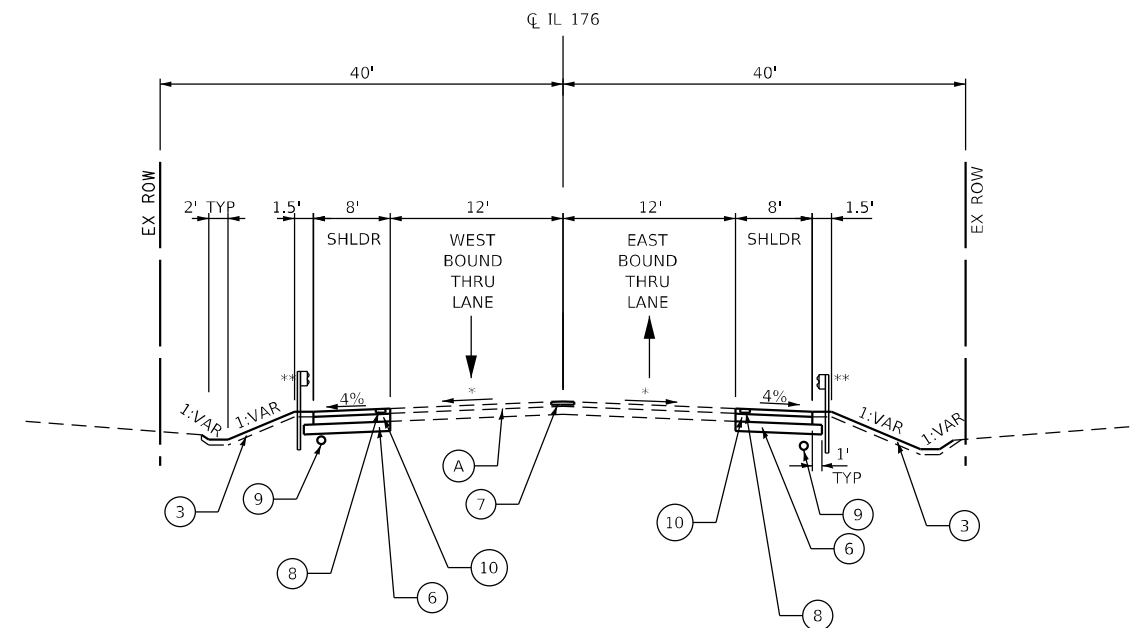 ℄ IL 176
40'
40'
EX ROW
EX ROW
2' TYP
1.5'
8'
12'
12'
8'
1.5'
SHLDR
WEST
BOUND
THRU
LANE
EAST
BOUND
THRU
LANE
SHLDR
**
4%
*
*
4%
**
1:VAR
1:VAR
1:VAR
1:VAR
1'
TYP
A
3
9
7
10
9
3
8
10
6
6
8